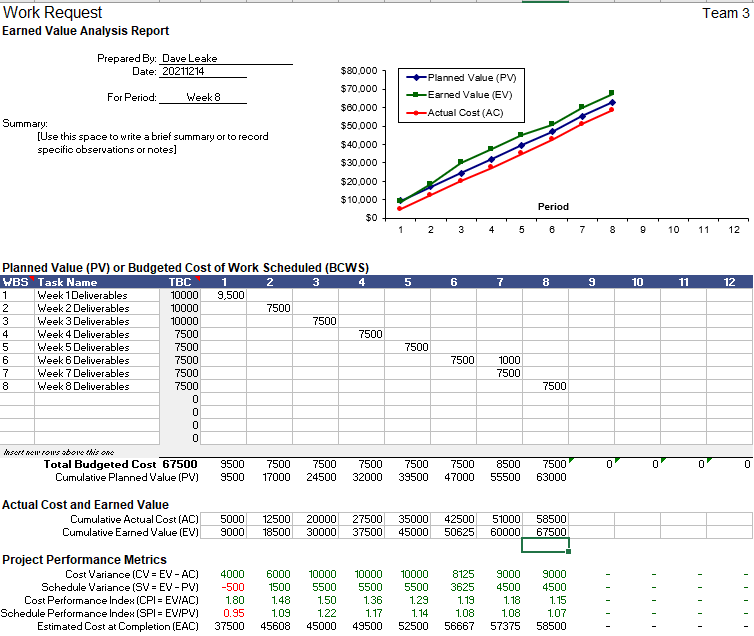 Work Request Team 3
Earned Value Analysis Report
Prepared By: Dave Leake
Date: 20211214
For Period: Week 8
Summary:
[Use this space to write a brief summary or to record
specific observations or notes]
$80,000
$70,000
$60,000
$50,000
$40,000
$30,000
$20,000
$10,000
$0
Planned Value (PV)
Earned Value (EV)
Actual Cost (AC)
Period
1 2 3 4 5 6 7 8 9 10 11 12
Planned Value (PV) or Budgeted Cost of Work Scheduled (BCWS)
WBS Task Name TBC 1 2 3 4 5 6 7 8 9 10 11 12
1 Week 1 Deliverables 10000 9,500
2 Week 2 Deliverables 10000 7500
3 Week 3 Deliverables 10000 7500
4 Week 4 Deliverables 7500 7500
5 Week 5 Deliverables 7500 7500
6 Week 6 Deliverables 7500 7500 1000
7 Week 7 Deliverables 7500 7500
8 Week 8 Deliverables 7500 7500
0
0
0
0
Insert new rows above this one
Total Budgeted Cost 67500 9500 7500 7500 7500 7500 7500 8500 7500 0 0 0 0
Cumulative Planned Value (PV) 9500 17000 24500 32000 39500 47000 55500 63000 - - - -
Actual Cost and Earned Value
Cumulative Actual Cost (AC) 5000 12500 20000 27500 35000 42500 51000 58500
Cumulative Earned Value (EV) 9000 18500 30000 37500 45000 50625 60000 67500
Project Performance Metrics
Cost Variance (CV = EV - AC) 4000 6000 10000 10000 10000 8125 9000 9000 - - - -
Schedule Variance (SV = EV - PV) -500 1500 5500 5500 5500 3625 4500 4500 - - - -
Cost Performance Index (CPI = EV/AC) 1.80 1.48 1.50 1.36 1.29 1.19 1.18 1.15 - - - -
Schedule Performance Index (SPI = EV/PV) 0.95 1.09 1.22 1.17 1.14 1.08 1.08 1.07 - - - -
Estimated Cost at Completion (EAC) 37500 45608 45000 49500 52500 56667 57375 58500 - - - -